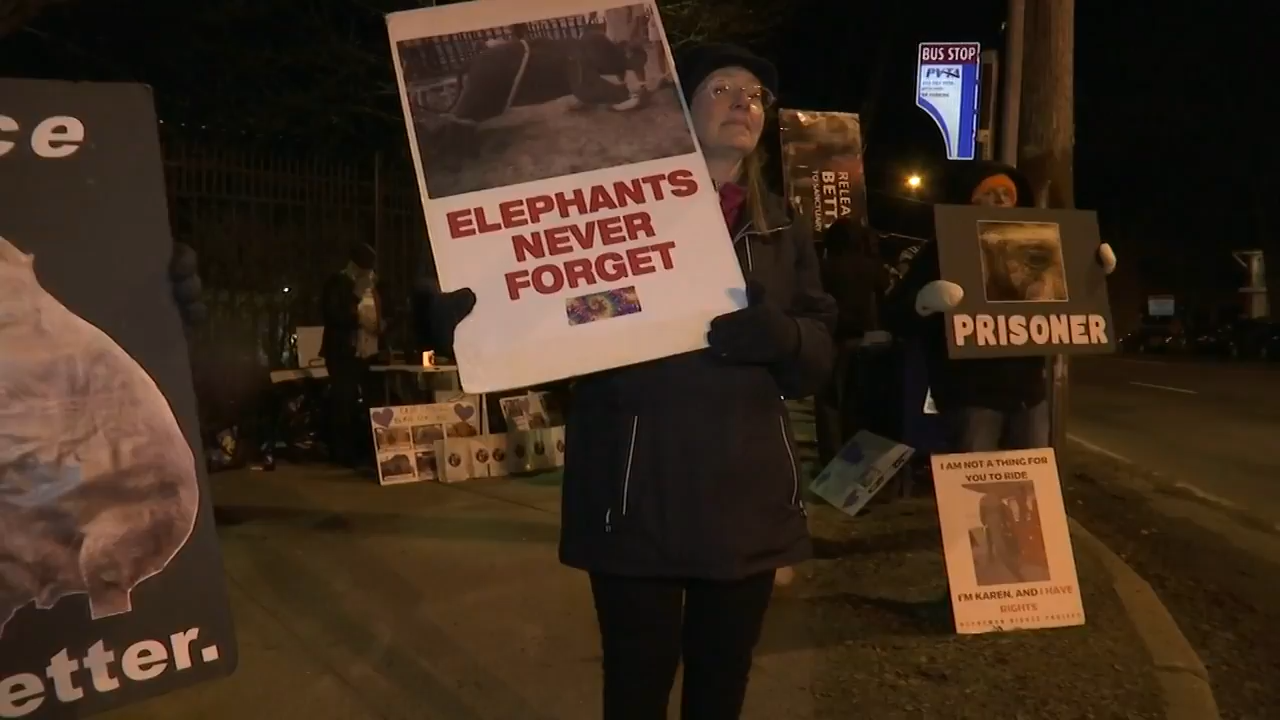 ce
etter.
ELEPHANTS
NEVER
FORGET
RELEA
BETT
TO SANCTUARY
BUS STOP
PVTA
PRISONER
I AM NOT A THING FOR
YOU TO RIDE
I'M KAREN, AND I HAVE
RIGHTS